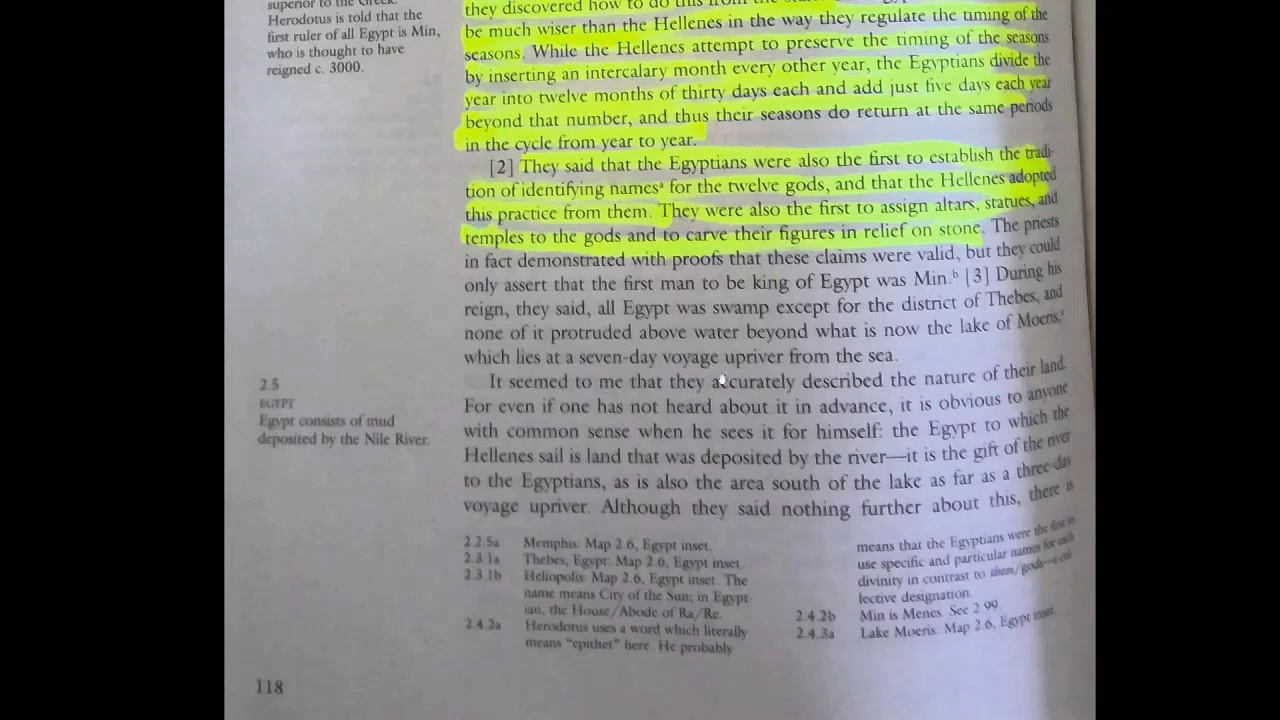 superior to the Greek.
Herodotus is told that the
first ruler of all Egypt is Min,
who is thought to have
reigned c. 3000.
they discovered how to do this from the
be much wiser than the Hellenes in the way they regulate the timing of the
seasons. While the Hellenes attempt to preserve the timing of the seasons
by inserting an intercalary month every other year, the Egyptians divide the
year into twelve months of thirty days each and add just five days each year
beyond that number, and thus their seasons do return at the same periods
in the cycle from year to year.
[2] They said that the Egyptians were also the first to establish the tradi-
tion of identifying namesᵃ for the twelve gods, and that the Hellenes adopted
this practice from them. They were also the first to assign altars, statues, and
temples to the gods and to carve their figures in relief on stone. The priests
in fact demonstrated with proofs that these claims were valid, but they could
only assert that the first man to be king of Egypt was Min.ᵇ [3] During his
reign, they said, all Egypt was swamp except for the district of Thebes, and
none of it protruded above water beyond what is now the lake of Moeris,ᵃ
which lies at a seven-day voyage upriver from the sea.
2.5
EGYPT
Egypt consists of mud
deposited by the Nile River.
It seemed to me that they accurately described the nature of their land.
For even if one has not heard about it in advance, it is obvious to anyone
with common sense when he sees it for himself: the Egypt to which the
Hellenes sail is land that was deposited by the river—it is the gift of the river
to the Egyptians, as is also the area south of the lake as far as a three-day
voyage upriver. Although they said nothing further about this, there is
2.2.5a Memphis: Map 2.6, Egypt inset.
2.3.1a Thebes, Egypt: Map 2.6, Egypt inset.
2.3.1b Heliopolis: Map 2.6, Egypt inset. The
name means City of the Sun; in Egypt-
ian, the House/Abode of Ra/Re.
2.4.2a Herodotus uses a word which literally
means "epithet" here. He probably
means that the Egyptians were the first to
use specific and particular names for each
divinity in contrast to them/gods—a col-
lective designation.
2.4.2b Min is Menes. See 2.99.
2.4.3a Lake Moeris: Map 2.6, Egypt inset.
118